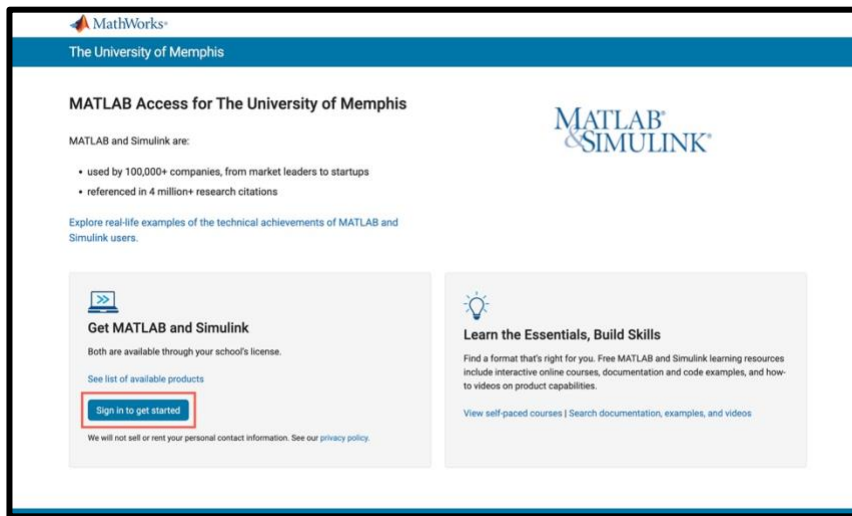 MathWorks®
The University of Memphis
MATLAB Access for The University of Memphis
MATLAB and Simulink are:
• used by 100,000+ companies, from market leaders to startups
• referenced in 4 million+ research citations
Explore real-life examples of the technical achievements of MATLAB and
Simulink users.
MATLAB®
&SIMULINK®
Get MATLAB and Simulink
Both are available through your school's license.
See list of available products
Sign in to get started
We will not sell or rent your personal contact information. See our privacy policy.
Learn the Essentials, Build Skills
Find a format that's right for you. Free MATLAB and Simulink learning resources
include interactive online courses, documentation and code examples, and how-
to videos on product capabilities.
View self-paced courses | Search documentation, examples, and videos